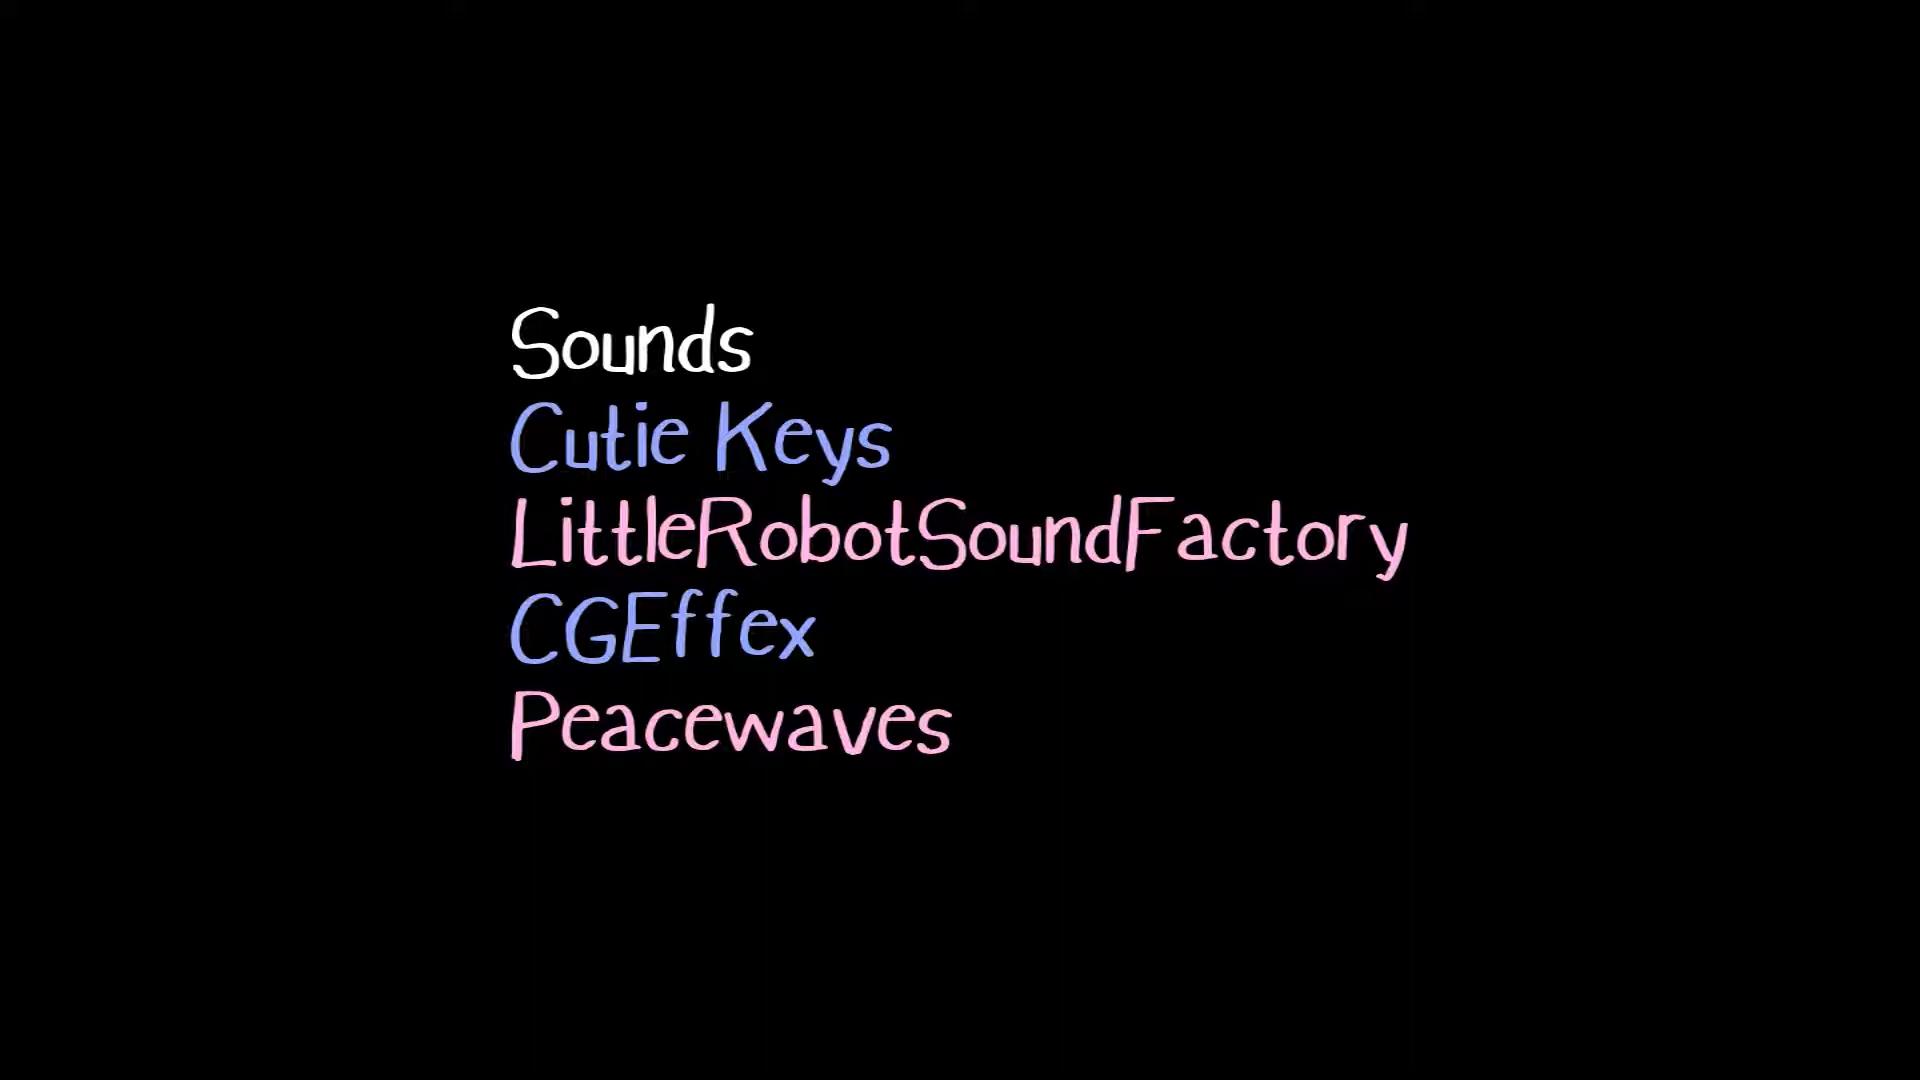 Sounds
Cutie Keys
LittleRobotSoundFactory
CGEffex
Peacewaves